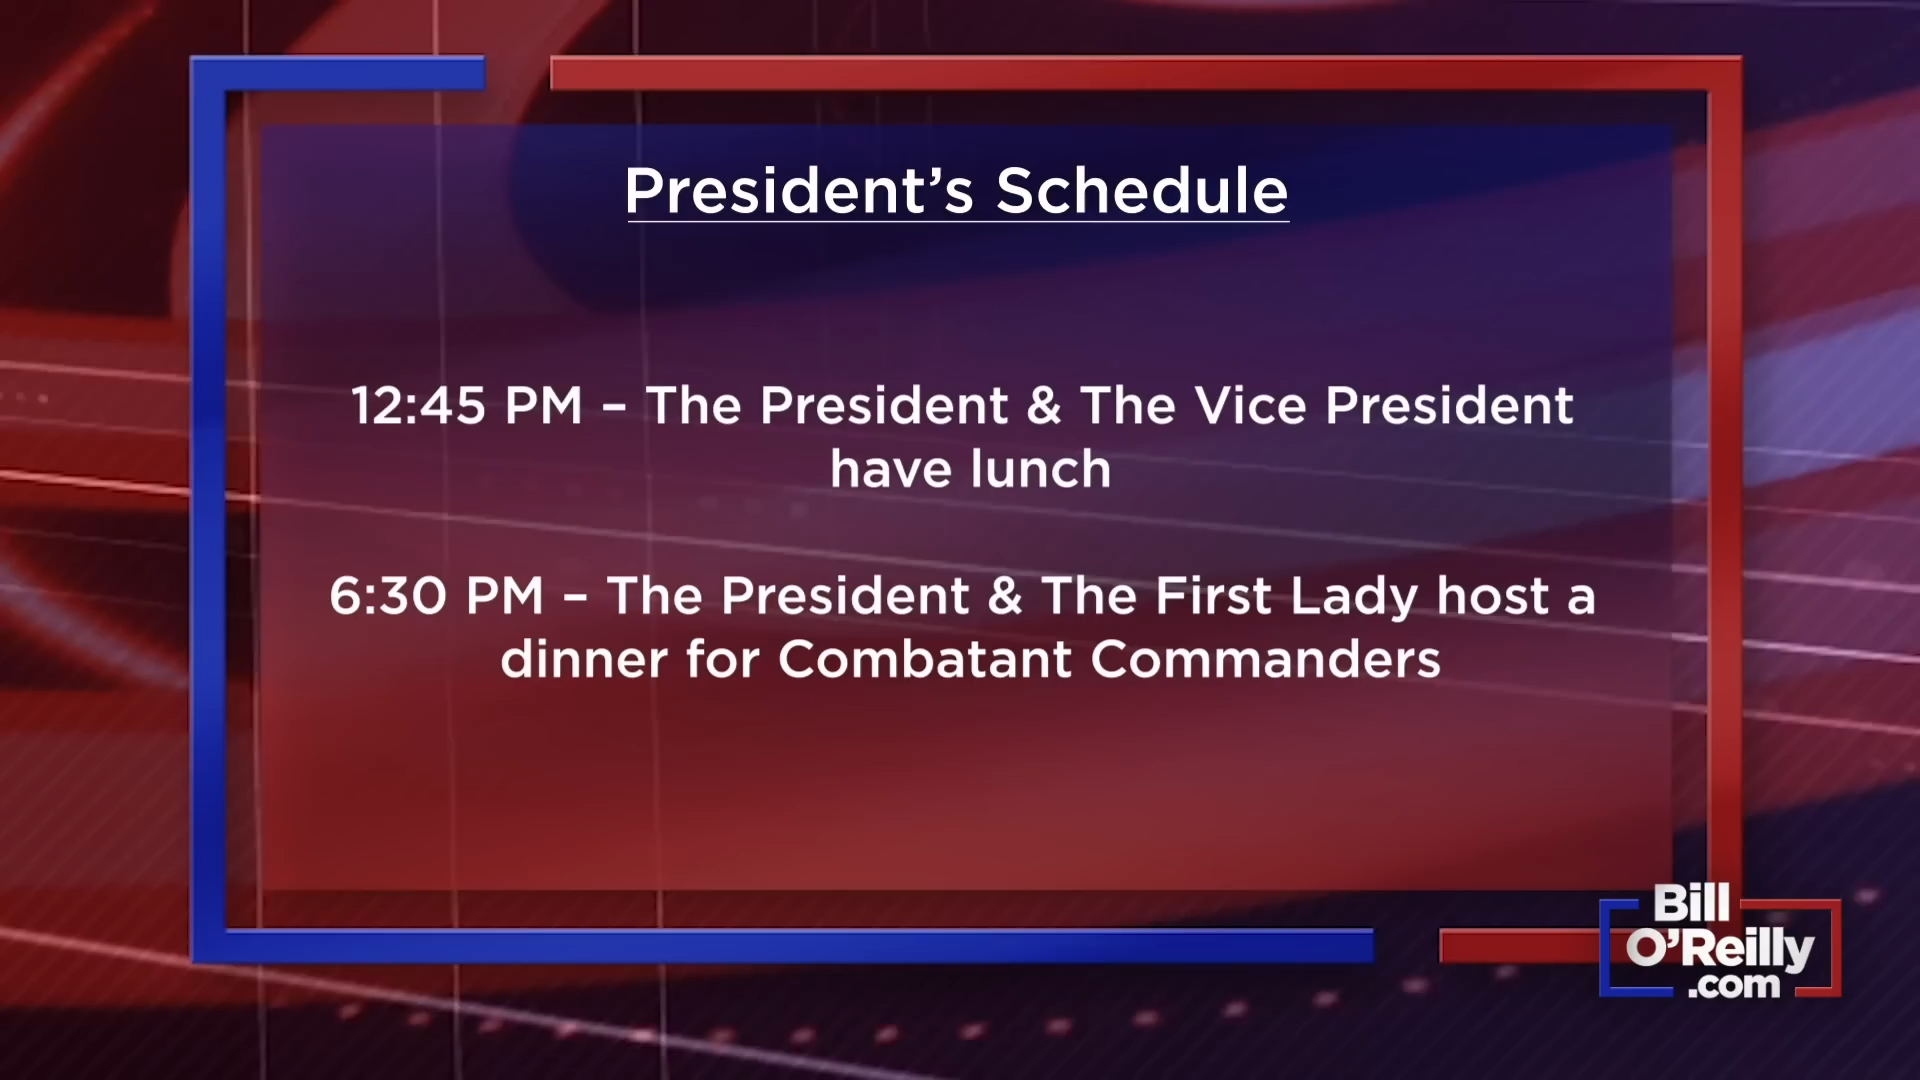 President’s Schedule
12:45 PM – The President & The Vice President
have lunch
6:30 PM – The President & The First Lady host a
dinner for Combatant Commanders
Bill
O’Reilly
.com